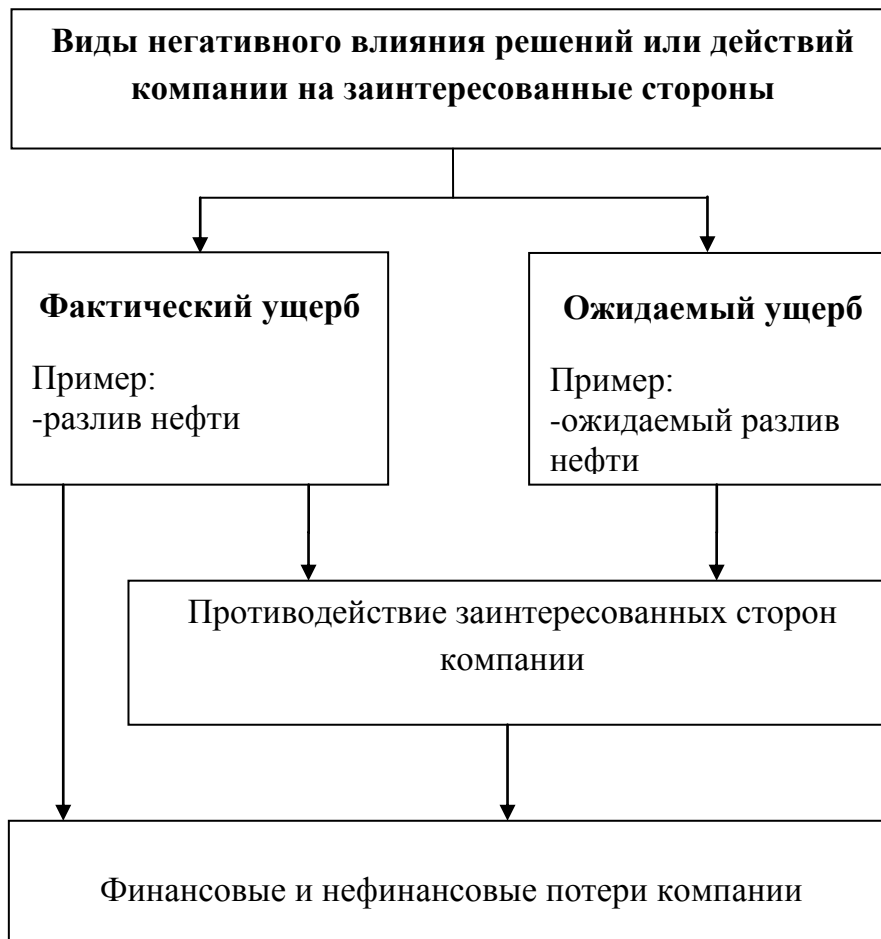 Виды негативного влияния решений или действий
компании на заинтересованные стороны
Фактический ущерб
Пример:
-разлив нефти
Ожидаемый ущерб
Пример:
-ожидаемый разлив
нефти
Противодействие заинтересованных сторон
компании
Финансовые и нефинансовые потери компании